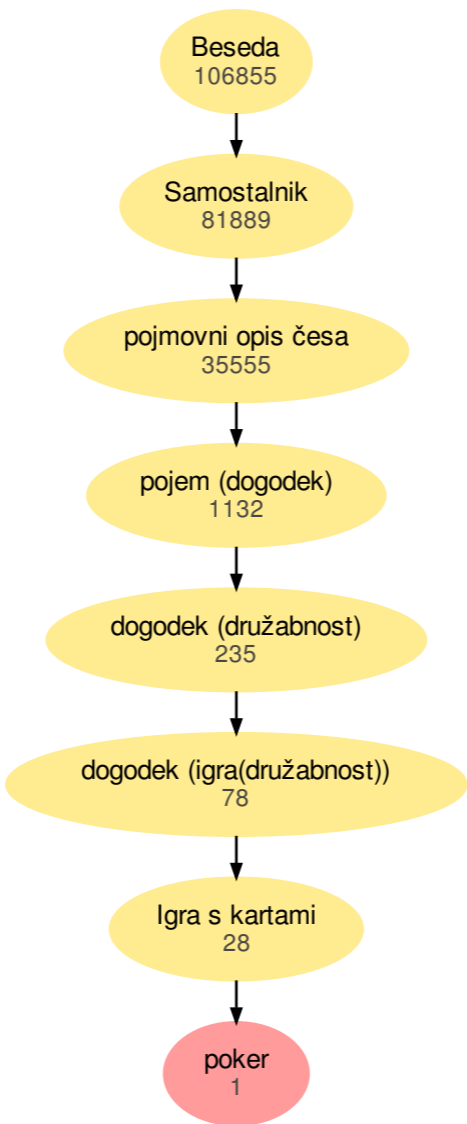 Beseda
106855
Samostalnik
81889
pojmovni opis česa
35555
pojem (dogodek)
1132
dogodek (družabnost)
235
dogodek (igra(družabnost))
78
Igra s kartami
28
poker
1